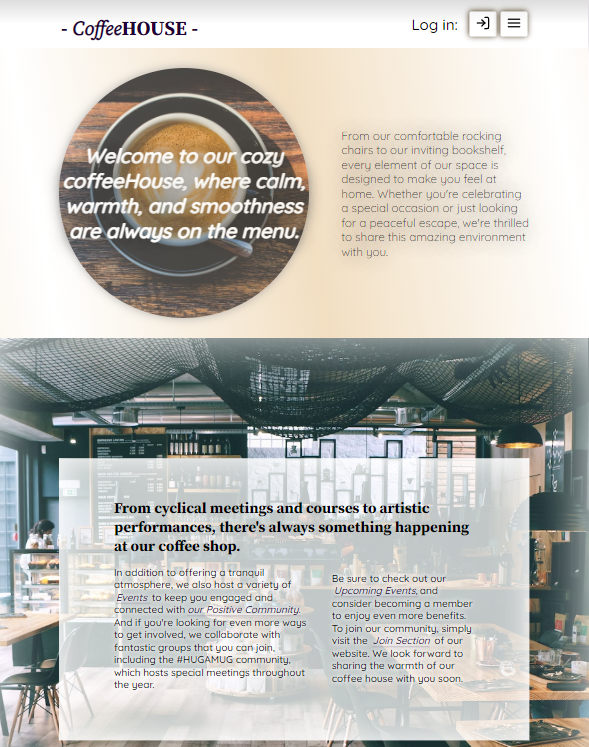 - CoffeeHOUSE -
Log in:
Welcome to our cozy
coffeeHouse, where calm,
warmth, and smoothness
are always on the menu.
From our comfortable rocking
chairs to our inviting bookshelf,
every element of our space is
designed to make you feel at
home. Whether you're celebrating
a special occasion or just looking
for a peaceful escape, we're thrilled
to share this amazing environment
with you.
From cyclical meetings and courses to artistic
performances, there's always something happening
at our coffee shop.
In addition to offering a tranquil
atmosphere, we also host a variety of
Events to keep you engaged and
connected with our Positive Community.
And if you're looking for even more ways
to get involved, we collaborate with
fantastic groups that you can join,
including the #HUGAMUG community,
which hosts special meetings throughout
the year.
Be sure to check out our
Upcoming Events, and
consider becoming a member
to enjoy even more benefits.
To join our community, simply
visit the Join Section of our
website. We look forward to
sharing the warmth of our
coffee house with you soon.